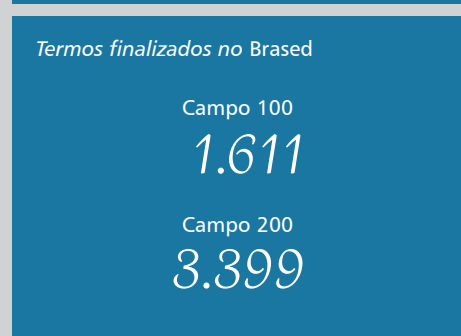 Termos finalizados no Brased
Campo 100
1.611
Campo 200
3.399